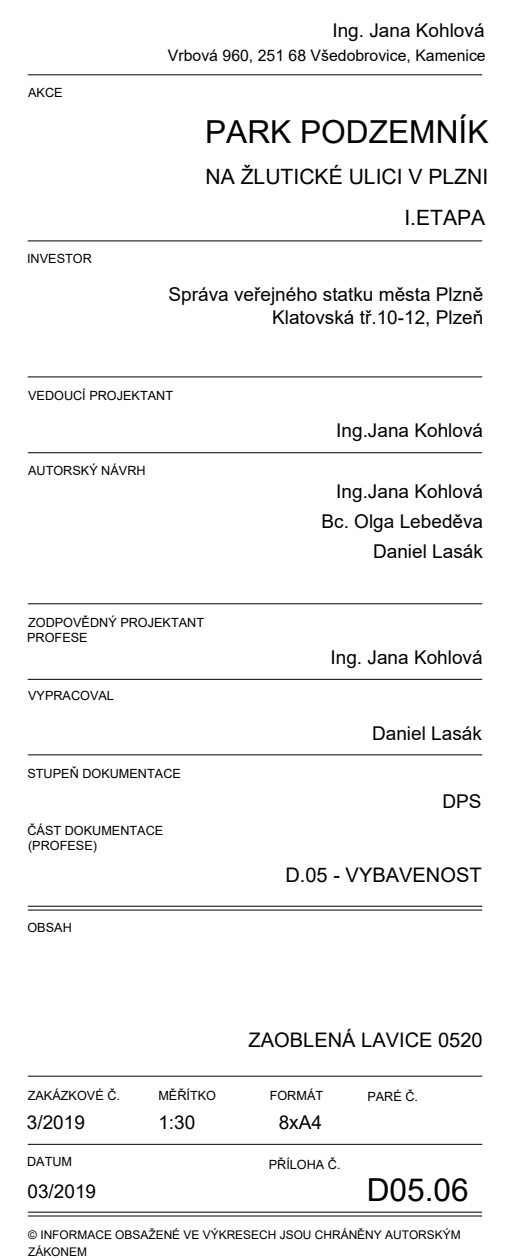 Ing. Jana Kohlová
Vrbová 960, 251 68 Všedobrovice, Kamenice
AKCE
PARK PODZEMNÍK
NA ŽLUTICKÉ ULICI V PLZNI
I.ETAPA
INVESTOR
Správa veřejného statku města Plzně
Klatovská tř.10-12, Plzeň
VEDOUCÍ PROJEKTANT
Ing.Jana Kohlová
AUTORSKÝ NÁVRH
Ing.Jana Kohlová
Bc. Olga Lebeděva
Daniel Lasák
ZODPOVĚDNÝ PROJEKTANT
PROFESE
Ing. Jana Kohlová
VYPRACOVAL
Daniel Lasák
STUPEŇ DOKUMENTACE
DPS
ČÁST DOKUMENTACE
(PROFESE)
D.05 - VYBAVENOST
OBSAH
ZAOBLENÁ LAVICE 0520
ZAKÁZKOVÉ Č. MĚŘÍTKO FORMÁT PARÉ Č.
3/2019 1:30 8xA4
DATUM PŘÍLOHA Č.
03/2019 D05.06
© INFORMACE OBSAŽENÉ VE VÝKRESECH JSOU CHRÁNĚNY AUTORSKÝM
ZÁKONEM